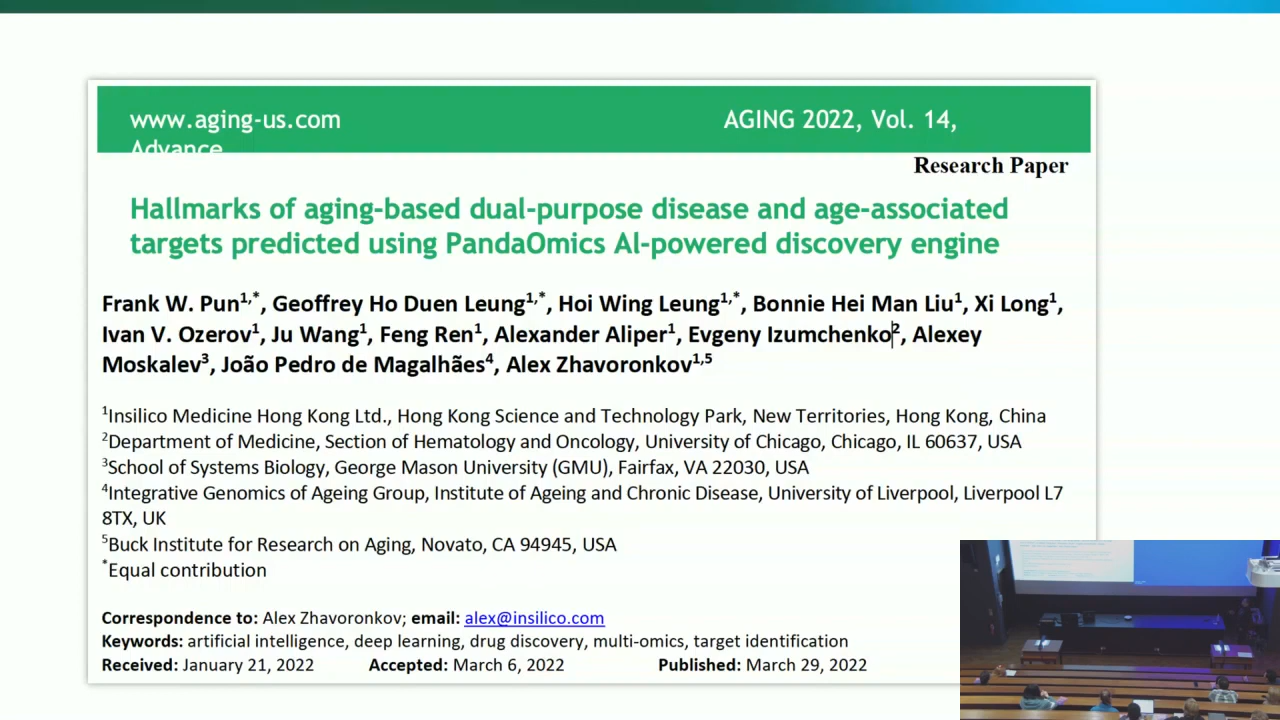 www.aging-us.com AGING 2022, Vol. 14,
Advance
Research Paper
Hallmarks of aging-based dual-purpose disease and age-associated
targets predicted using PandaOmics Al-powered discovery engine
Frank W. Pun1,*, Geoffrey Ho Duen Leung1,*, Hoi Wing Leung1,*, Bonnie Hei Man Liu1, Xi Long1,
Ivan V. Ozerov1, Ju Wang1, Feng Ren1, Alexander Aliper1, Evgeny Izumchenko2, Alexey
Moskalev3, João Pedro de Magalhães4, Alex Zhavoronkov1,5
1Insilico Medicine Hong Kong Ltd., Hong Kong Science and Technology Park, New Territories, Hong Kong, China
2Department of Medicine, Section of Hematology and Oncology, University of Chicago, Chicago, IL 60637, USA
3School of Systems Biology, George Mason University (GMU), Fairfax, VA 22030, USA
4Integrative Genomics of Ageing Group, Institute of Ageing and Chronic Disease, University of Liverpool, Liverpool L7
8TX, UK
5Buck Institute for Research on Aging, Novato, CA 94945, USA
*Equal contribution
Correspondence to: Alex Zhavoronkov; email: alex@insilico.com
Keywords: artificial intelligence, deep learning, drug discovery, multi-omics, target identification
Received: January 21, 2022 Accepted: March 6, 2022 Published: March 29, 2022